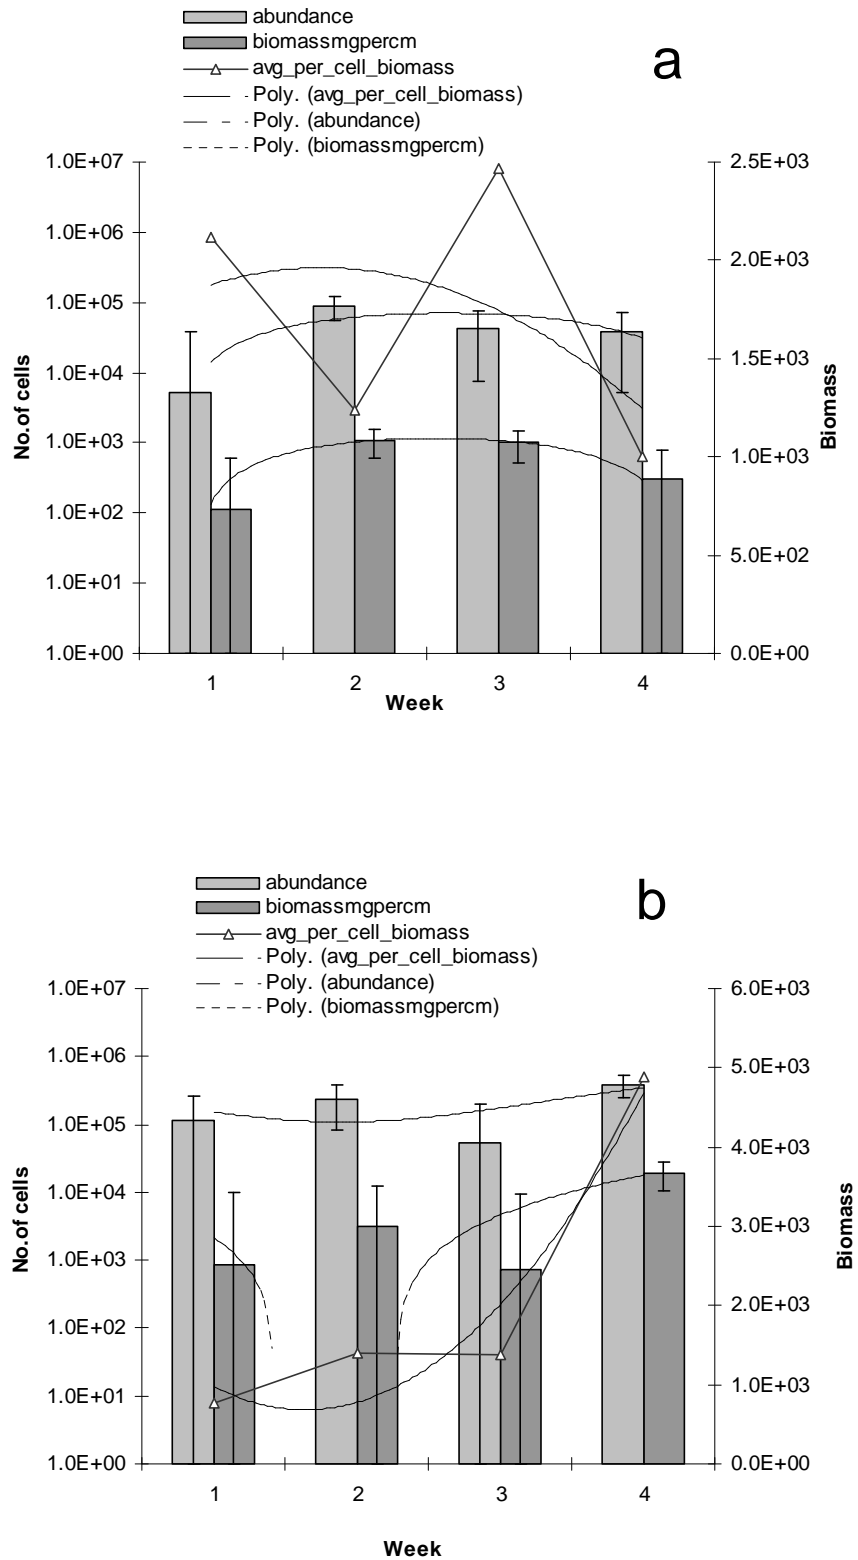 abundance
biomassmgpercm
avg_per_cell_biomass
Poly. (avg_per_cell_biomass)
Poly. (abundance)
Poly. (biomassmgpercm)
a
1.0E+07
1.0E+06
1.0E+05
1.0E+04
1.0E+03
1.0E+02
1.0E+01
1.0E+00
No.of cells
2.5E+03
2.0E+03
1.5E+03
1.0E+03
5.0E+02
0.0E+00
Biomass
1 2 3 4
Week
abundance
biomassmgpercm
avg_per_cell_biomass
Poly. (avg_per_cell_biomass)
Poly. (abundance)
Poly. (biomassmgpercm)
b
1.0E+07
1.0E+06
1.0E+05
1.0E+04
1.0E+03
1.0E+02
1.0E+01
1.0E+00
No.of cells
6.0E+03
5.0E+03
4.0E+03
3.0E+03
2.0E+03
1.0E+03
0.0E+00
Biomass
1 2 3 4
Week